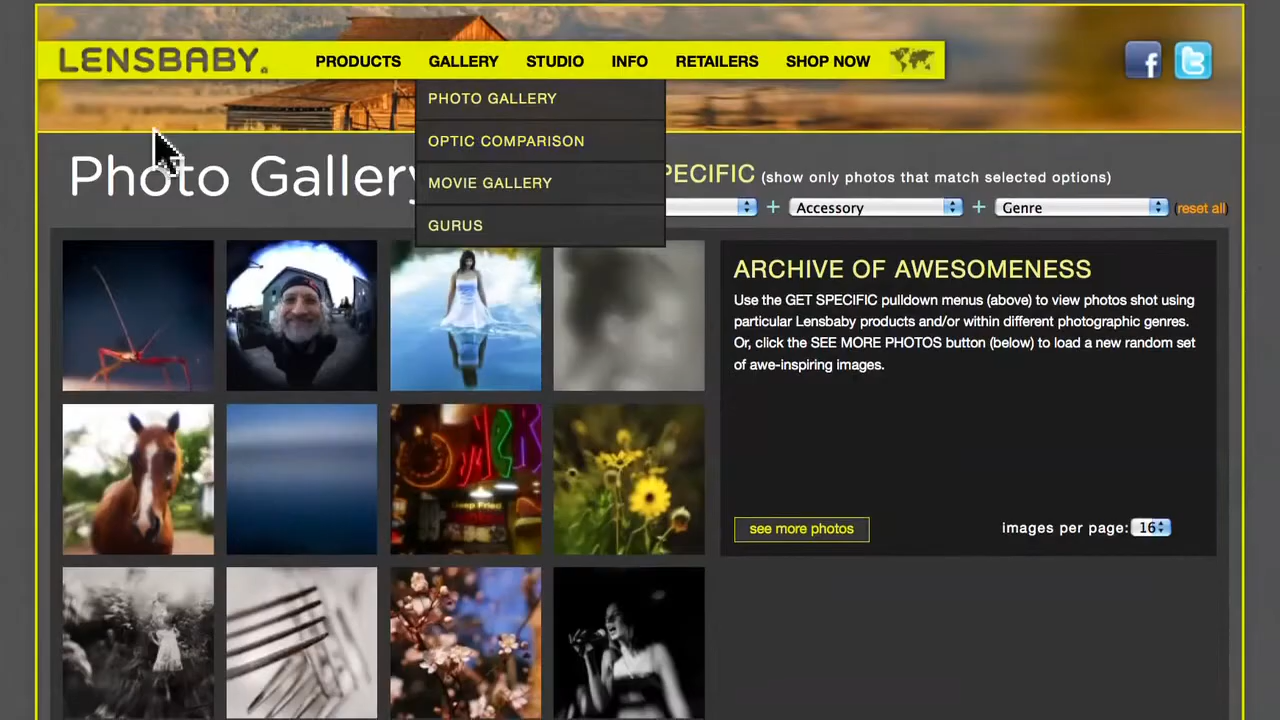 LENSBABY
PRODUCTS GALLERY STUDIO INFO RETAILERS SHOP NOW
PHOTO GALLERY
OPTIC COMPARISON
MOVIE GALLERY
GURUS
Photo Gallery
PECIFIC (show only photos that match selected options)
+ Accessory + Genre (reset all)
ARCHIVE OF AWESOMENESS
Use the GET SPECIFIC pulldown menus (above) to view photos shot using
particular Lensbaby products and/or within different photographic genres.
Or, click the SEE MORE PHOTOS button (below) to load a new random set
of awe-inspiring images.
see more photos
images per page: 16
Deep Fried